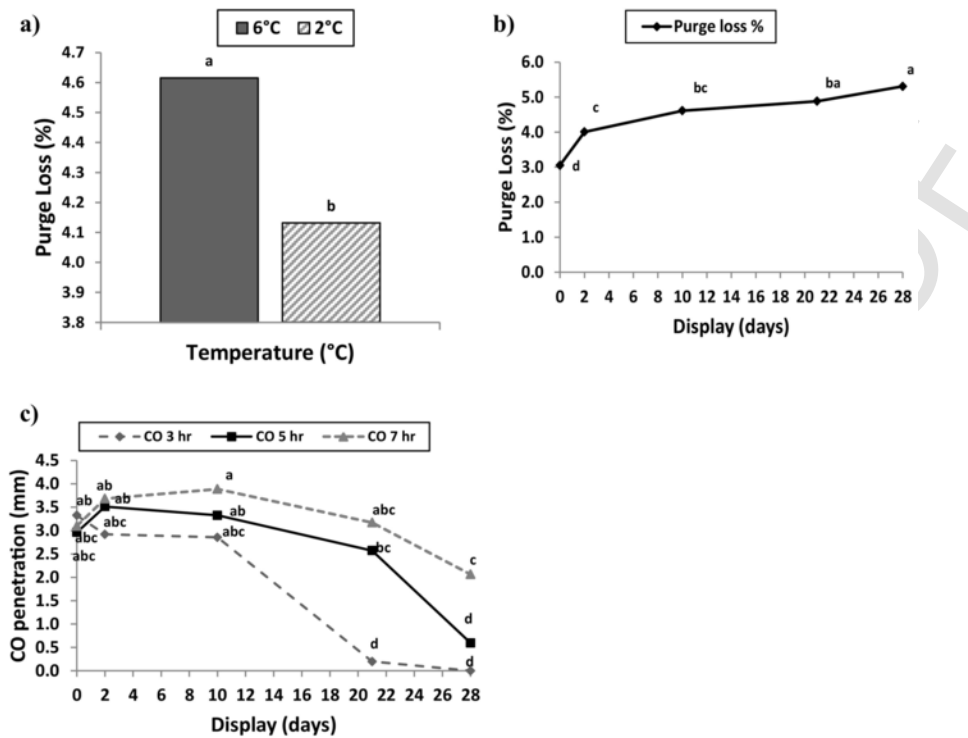 a)
6°C 2°C
4.7
4.6
4.5
4.4
4.3
4.2
4.1
4.0
3.9
3.8
Purge Loss (%)
a
b
Temperature (°C)
b)
Purge loss %
6.0
5.0
4.0
3.0
2.0
1.0
0.0
Purge Loss (%)
d
c
bc
ba
a
0 2 4 6 8 10 12 14 16 18 20 22 24 26 28
Display (days)
c)
CO 3 hr CO 5 hr CO 7 hr
4.5
4.0
3.5
3.0
2.5
2.0
1.5
1.0
0.5
0.0
CO penetration (mm)
ab
ab
ab
a
abc
abc
abc
abc
ab
abc
bc
c
d
d
d
0 2 4 6 8 10 12 14 16 18 20 22 24 26 28
Display (days)